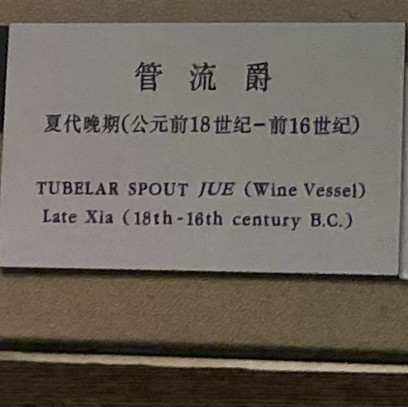 管流爵
夏代晚期(公元前18世纪-前16世纪)
TUBELAR SPOUT JUE (Wine Vessel)
Late Xia (18th-16th century B.C.)